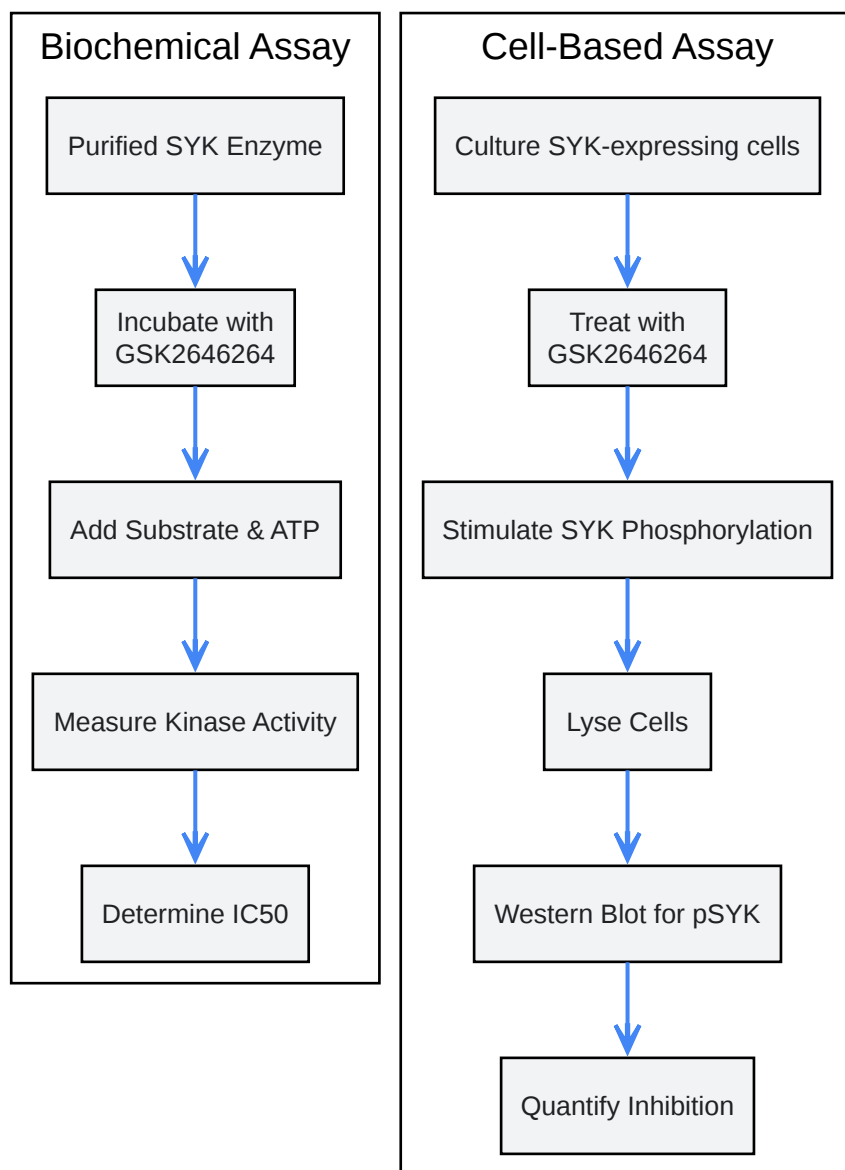 Biochemical Assay
Purified SYK Enzyme
Incubate with
GSK2646264
Add Substrate & ATP
Measure Kinase Activity
Determine IC50
Cell-Based Assay
Culture SYK-expressing cells
Treat with
GSK2646264
Stimulate SYK Phosphorylation
Lyse Cells
Western Blot for pSYK
Quantify Inhibition